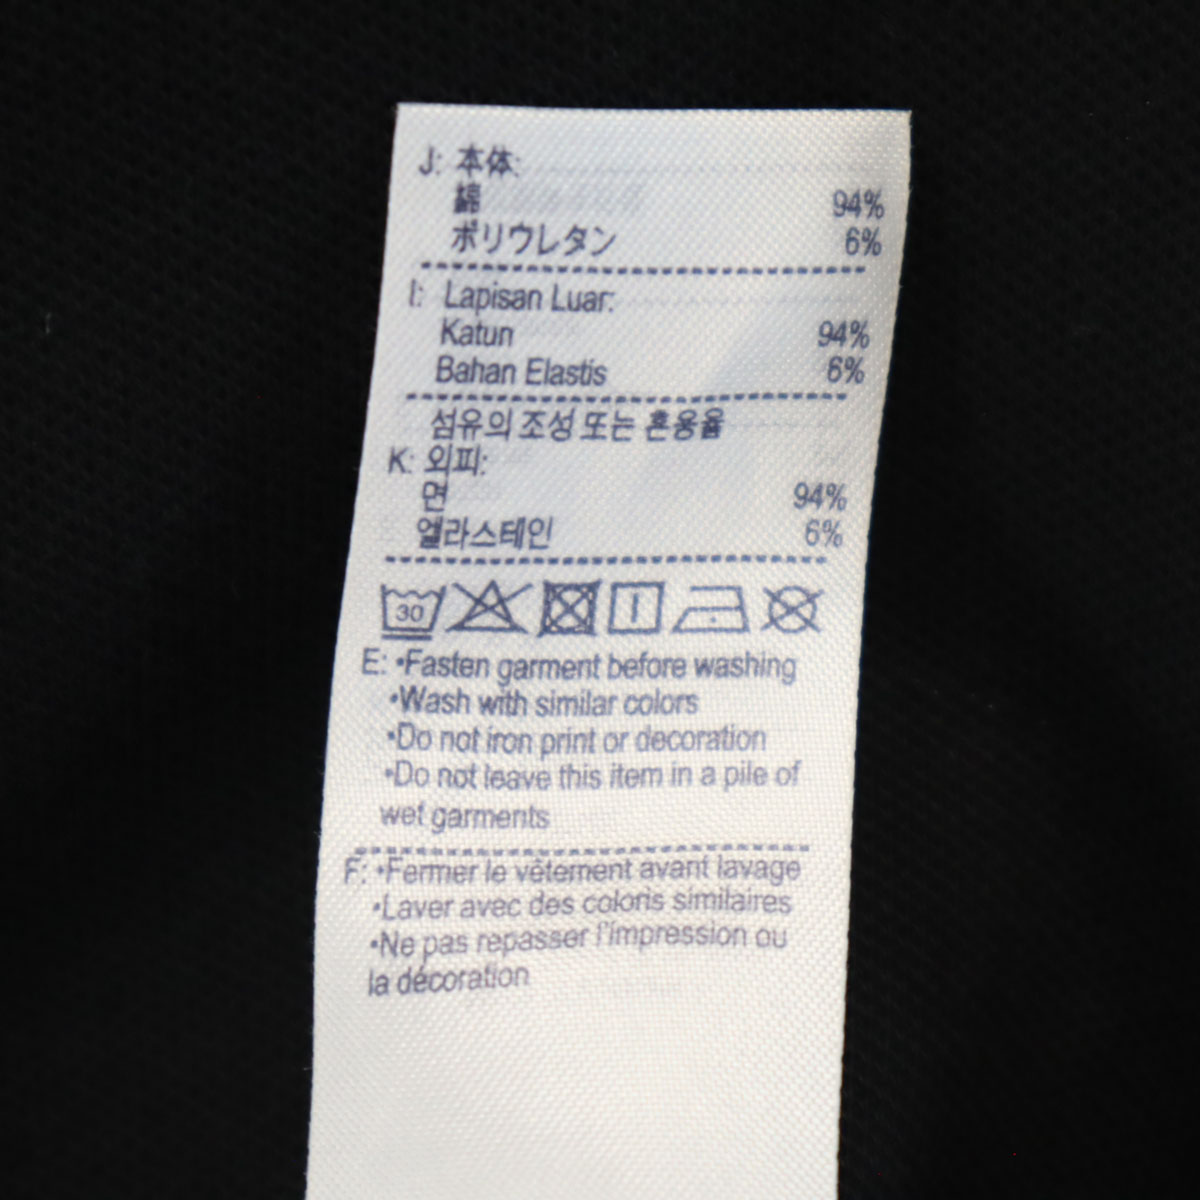 J: 本体:
綿 94%
ポリウレタン 6%
I: Lapisan Luar:
Katun 94%
Bahan Elastis 6%
섬유의 조성 또는 혼용율
K: 외피:
면 94%
엘라스테인 6%
30
E: •Fasten garment before washing
•Wash with similar colors
•Do not iron print or decoration
•Do not leave this item in a pile of
wet garments
F: •Fermer le vêtement avant lavage
•Laver avec des coloris similaires
•Ne pas repasser l'impression ou
la décoration